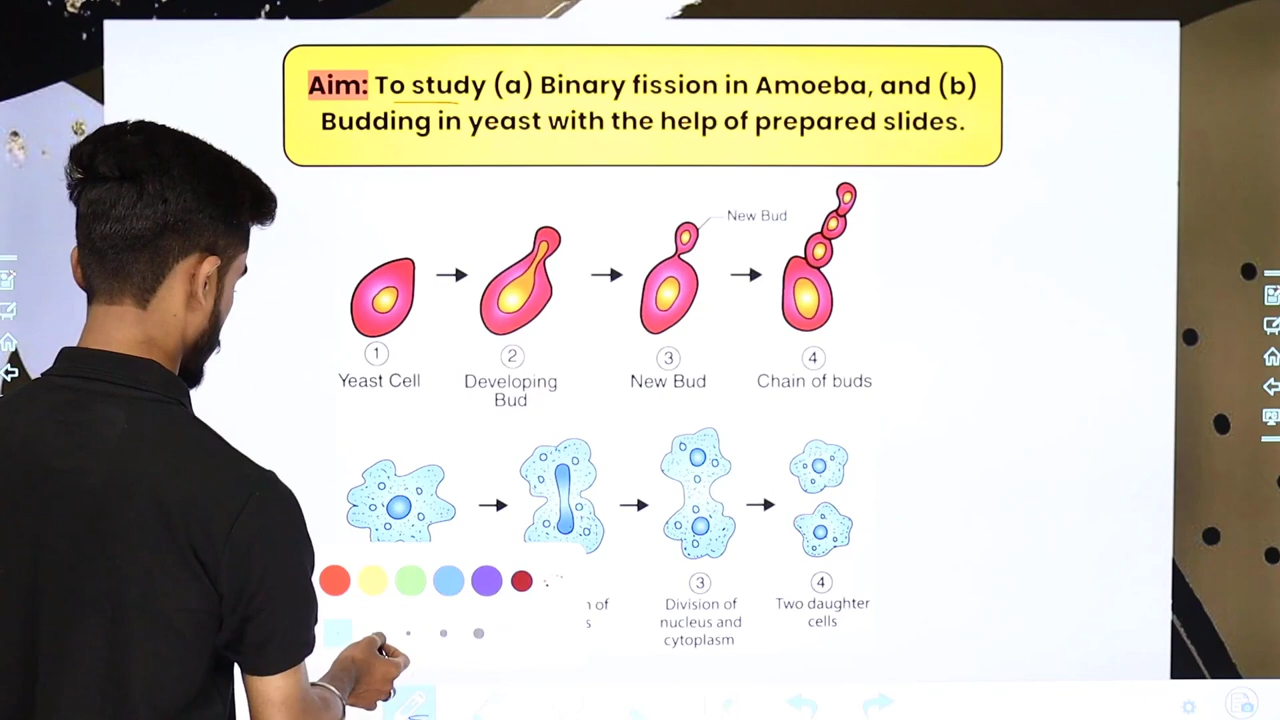 Aim: To study (a) Binary fission in Amoeba, and (b)
Budding in yeast with the help of prepared slides.
New Bud
1
2
3
4
Yeast Cell
Developing
Bud
New Bud
Chain of buds
3
4
of
Division of
nucleus and
cytoplasm
Two daughter
cells